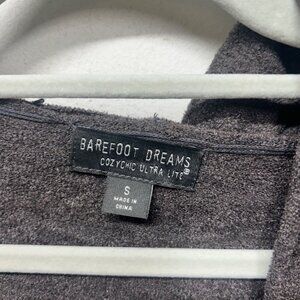 BAREFOOT DREAMS
COZYCHIC ULTRA LITE®
S
MADE IN
CHINA